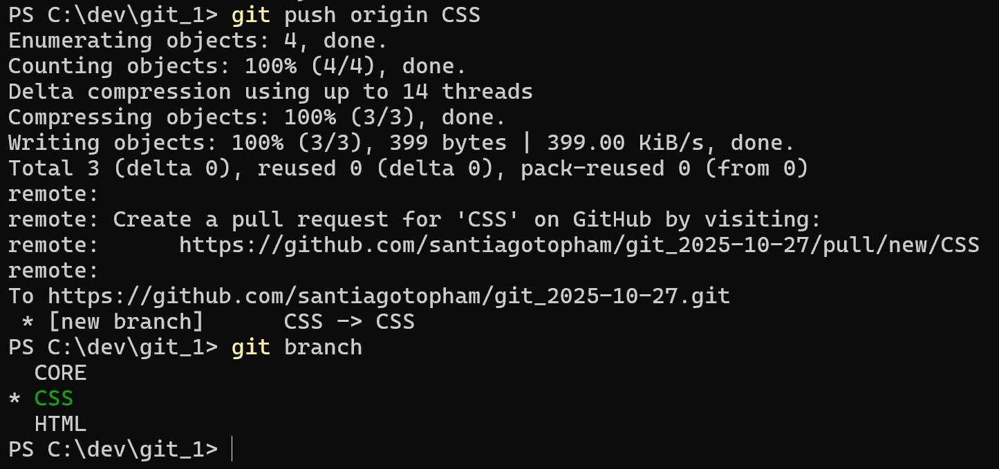 PS C:\dev\git_1> git push origin CSS
Enumerating objects: 4, done.
Counting objects: 100% (4/4), done.
Delta compression using up to 14 threads
Compressing objects: 100% (3/3), done.
Writing objects: 100% (3/3), 399 bytes | 399.00 KiB/s, done.
Total 3 (delta 0), reused 0 (delta 0), pack-reused 0 (from 0)
remote:
remote: Create a pull request for 'CSS' on GitHub by visiting:
remote:      https://github.com/santiagotopham/git_2025-10-27/pull/new/CSS
remote:
To https://github.com/santiagotopham/git_2025-10-27.git
 * [new branch]      CSS -> CSS
PS C:\dev\git_1> git branch
  CORE
* CSS
  HTML
PS C:\dev\git_1>